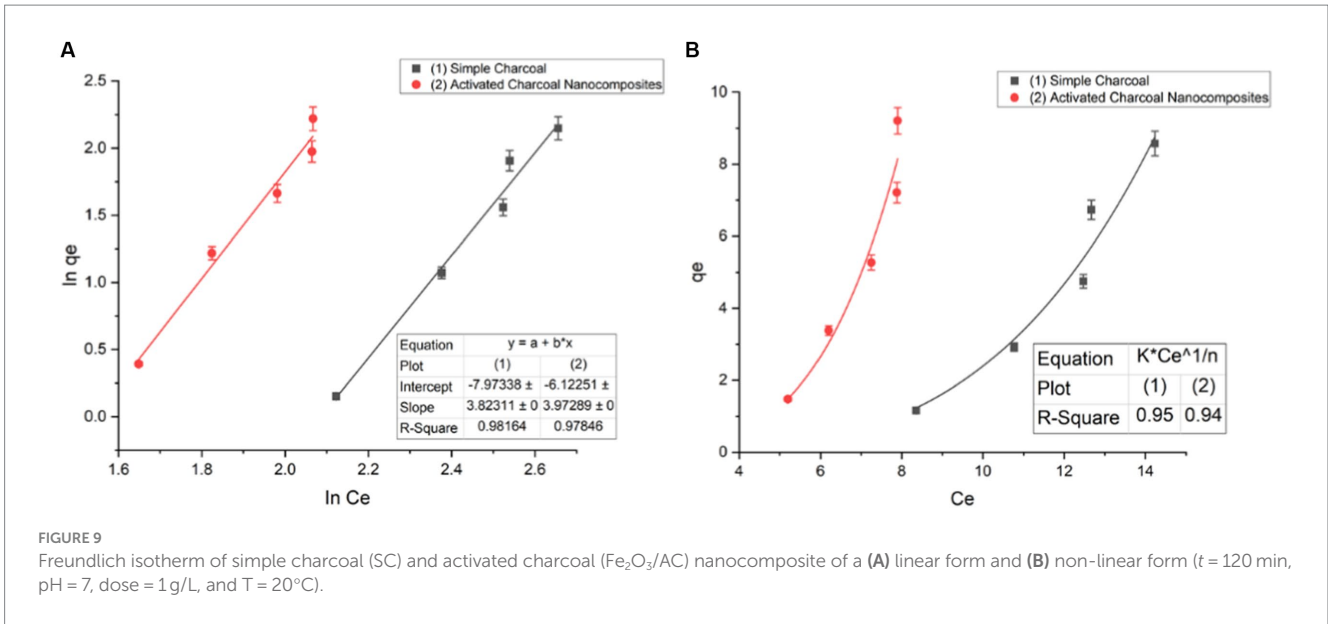 A
(1) Simple Charcoal
(2) Activated Charcoal Nanocomposites
2.5
2.0
1.5
1.0
0.5
0.0
ln qe
1.6 1.8 2.0 2.2 2.4 2.6
ln Ce
Equation y = a + b*x
Plot (1) (2)
Intercept -7.97338 ± -6.12251 ±
Slope 3.82311 ± 0 3.97289 ± 0
R-Square 0.98164 0.97846
B
(1) Simple Charcoal
(2) Activated Charcoal Nanocomposites
10
8
6
4
2
0
qe
4 6 8 10 12 14
Ce
Equation K*Ce^1/n
Plot (1) (2)
R-Square 0.95 0.94
FIGURE 9
Freundlich isotherm of simple charcoal (SC) and activated charcoal (Fe₂O₃/AC) nanocomposite of a (A) linear form and (B) non-linear form (t = 120 min,
pH = 7, dose = 1 g/L, and T = 20°C).